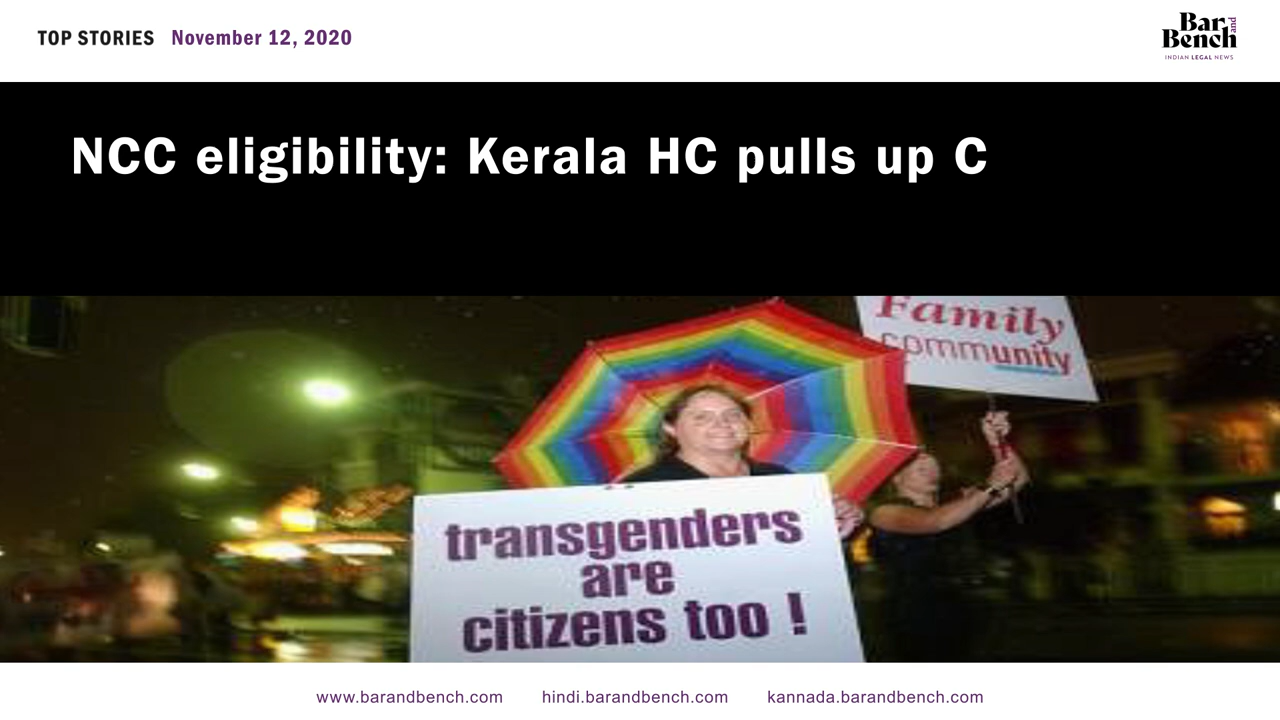 TOP STORIES November 12, 2020
Bar and
Bench
INDIAN LEGAL NEWS
NCC eligibility: Kerala HC pulls up C
Family
community
transgenders
are
citizens too !
www.barandbench.com hindi.barandbench.com kannada.barandbench.com